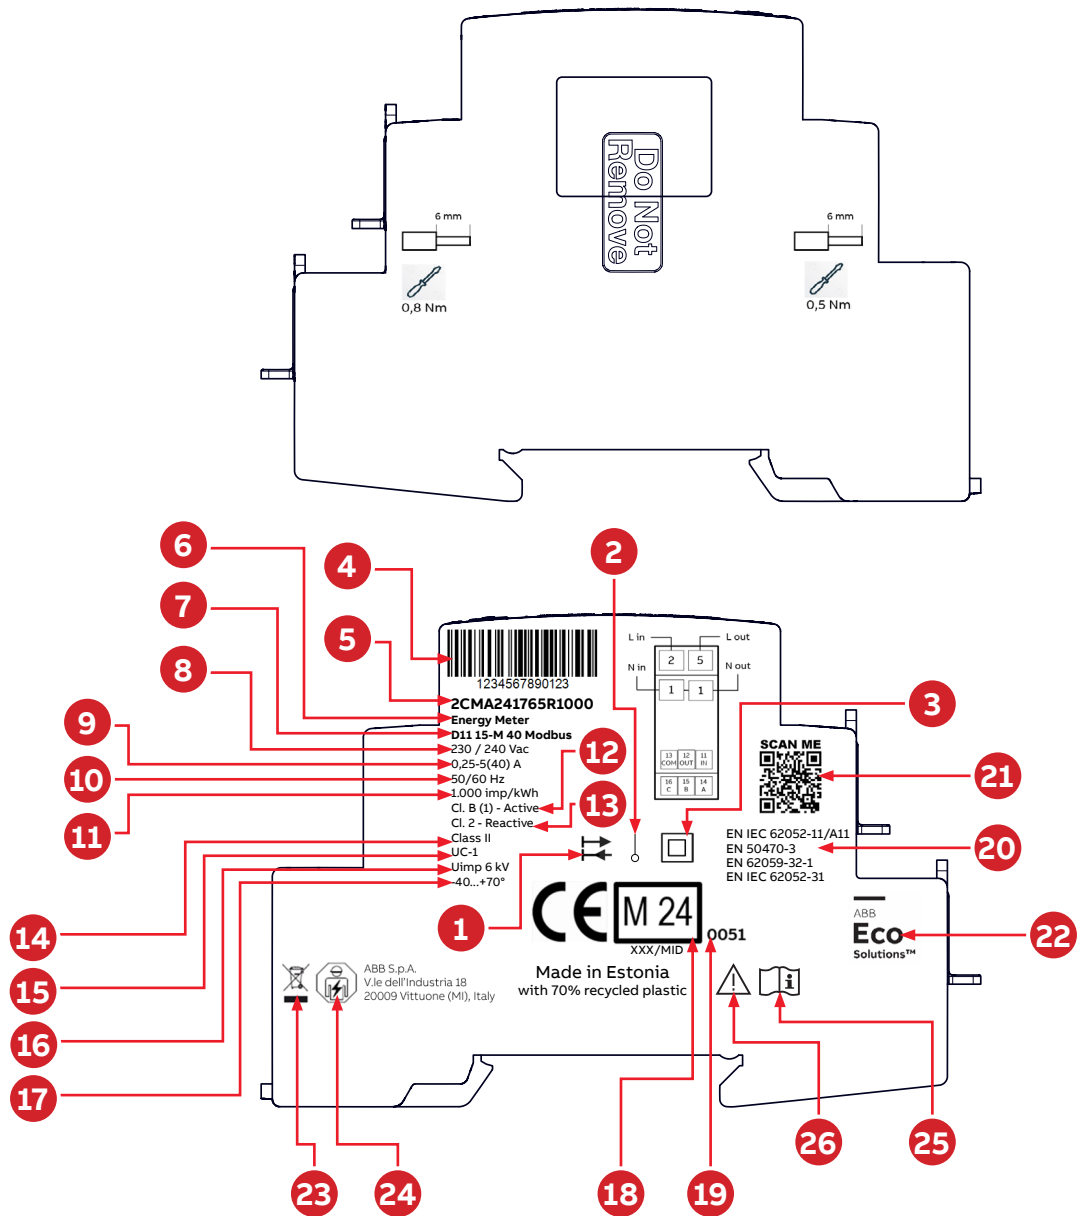 Do Not
Remove
6 mm
0,8 Nm
6 mm
0,5 Nm
6
4
2
7
5
8
3
9
12
10
13
21
11
20
14
1
22
15
16
17
26
25
23
24
18
19
1234567890123
2CMA241765R1000
Energy Meter
D11 15-M 40 Modbus
230 / 240 Vac
0,25-5(40) A
50/60 Hz
1.000 imp/kWh
Cl. B (1) - Active
Cl. 2 - Reactive
Class II
UC-1
Uimp 6 kV
-40...+70°
L in
L out
2
5
N in
N out
1
1
13 12 11
COM OUT IN
16 15 14
C B A
SCAN ME
EN IEC 62052-11/A11
EN 50470-3
EN 62059-32-1
EN IEC 62052-31
CE M 24
0051
XXX/MID
Made in Estonia
with 70% recycled plastic
ABB
Eco
Solutions™
ABB S.p.A.
V.le dell'Industria 18
20009 Vittuone (MI), Italy
i